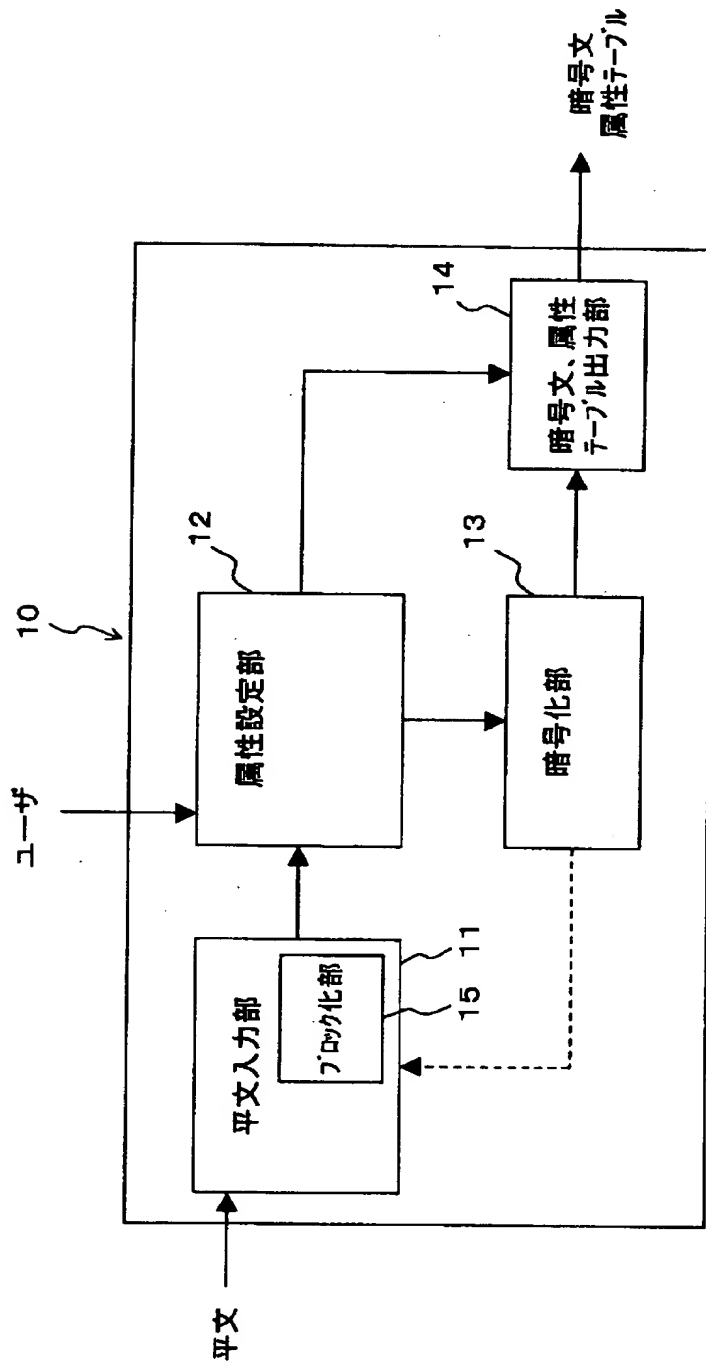 10
ユーザ
平文
平文入力部
ブロック化部
15
11
属性設定部
12
暗号化部
13
暗号文、属性
テーブル出力部
14
暗号文
属性テーブル